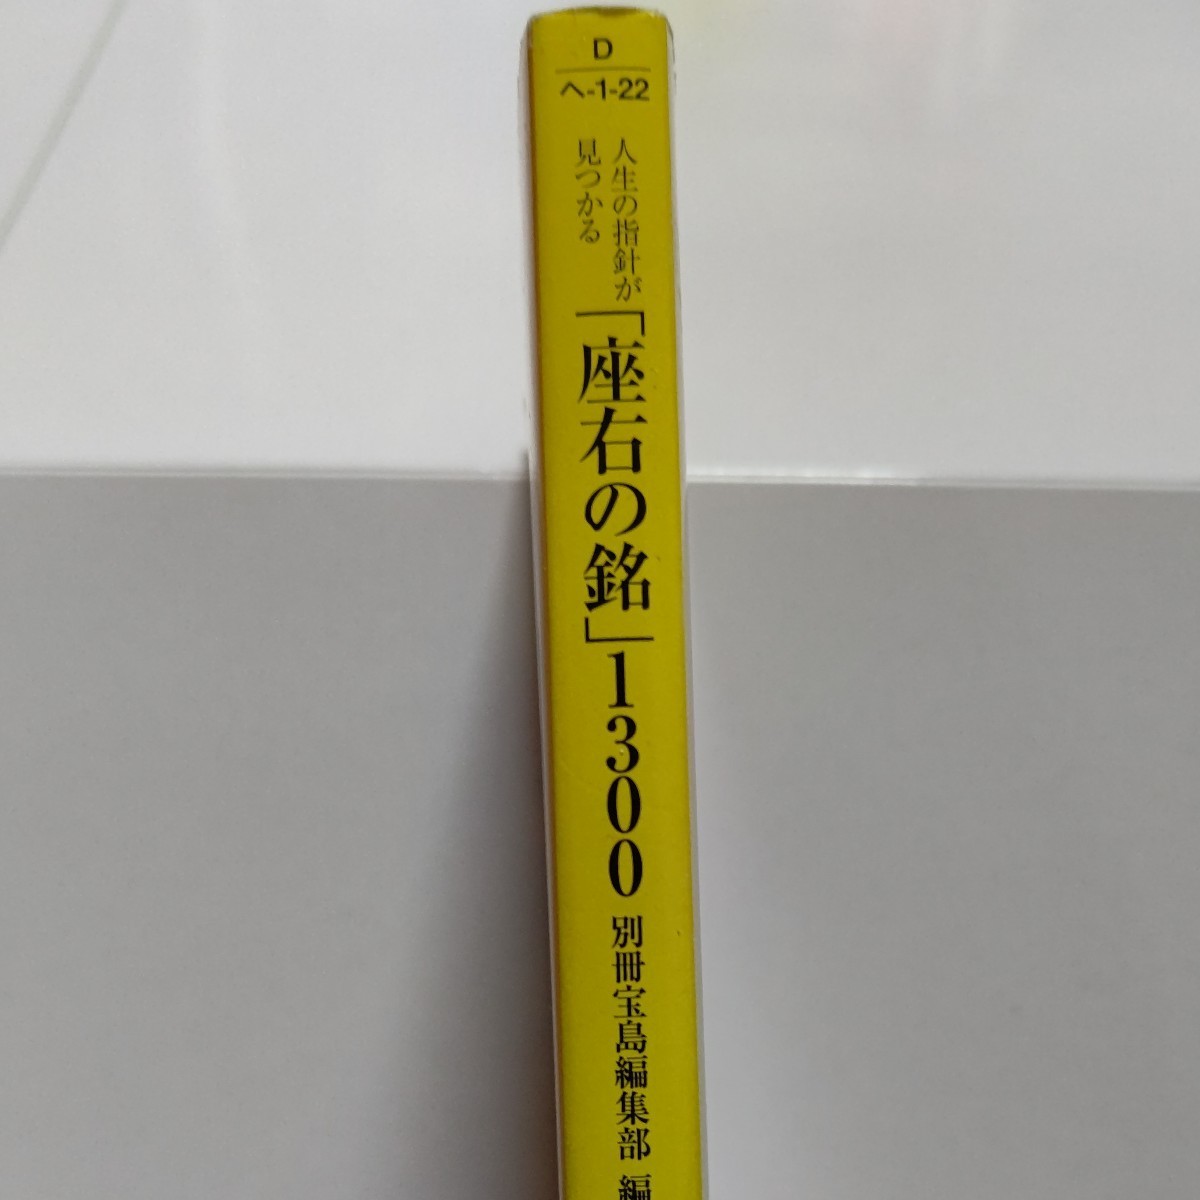 D
へ-1-22
人生の指針が
見つかる
「座右の銘」1300
別冊宝島編集部 編